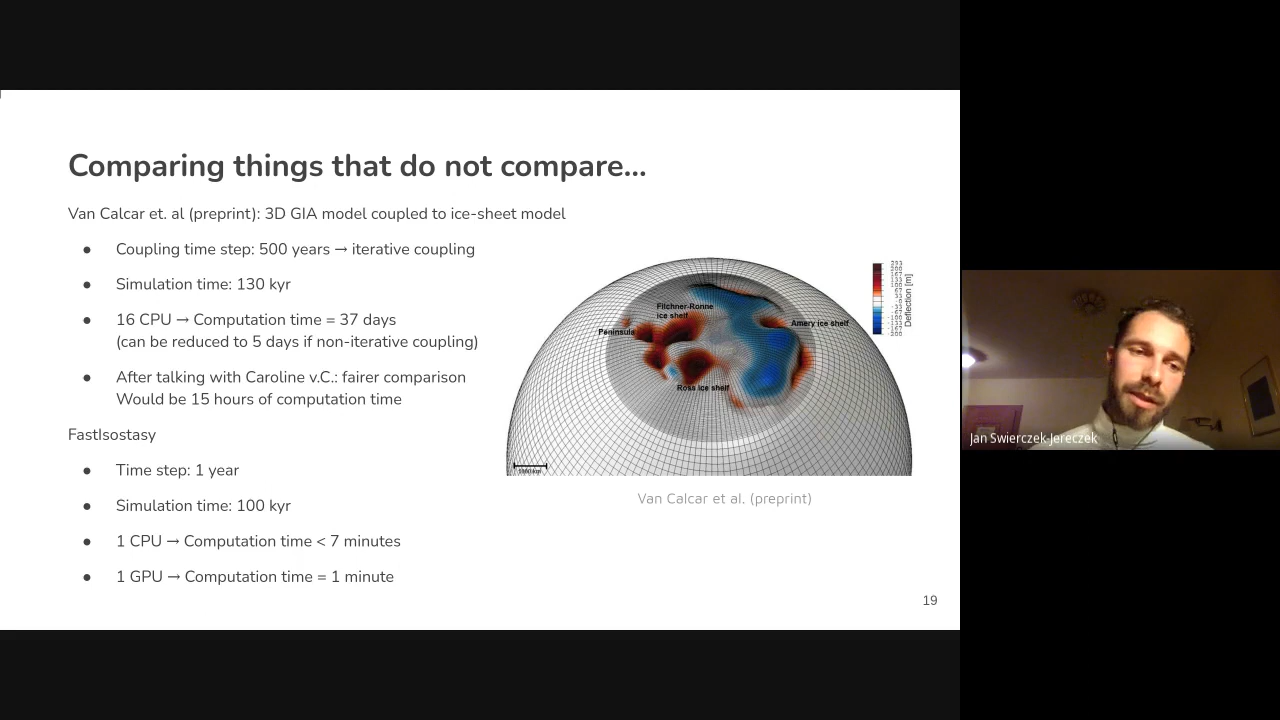 Comparing things that do not compare...
Van Calcar et. al (preprint): 3D GIA model coupled to ice-sheet model
● Coupling time step: 500 years → iterative coupling
● Simulation time: 130 kyr
● 16 CPU → Computation time = 37 days
(can be reduced to 5 days if non-iterative coupling)
● After talking with Caroline v.C.: fairer comparison
Would be 15 hours of computation time
FastIsostasy
● Time step: 1 year
● Simulation time: 100 kyr
● 1 CPU → Computation time < 7 minutes
● 1 GPU → Computation time = 1 minute
Filchner-Ronne
ice shelf
Peninsula
Amery ice shelf
Ross ice shelf
Deflection [m]
Van Calcar et al. (preprint)
19
Jan Swierczek-Jereczek